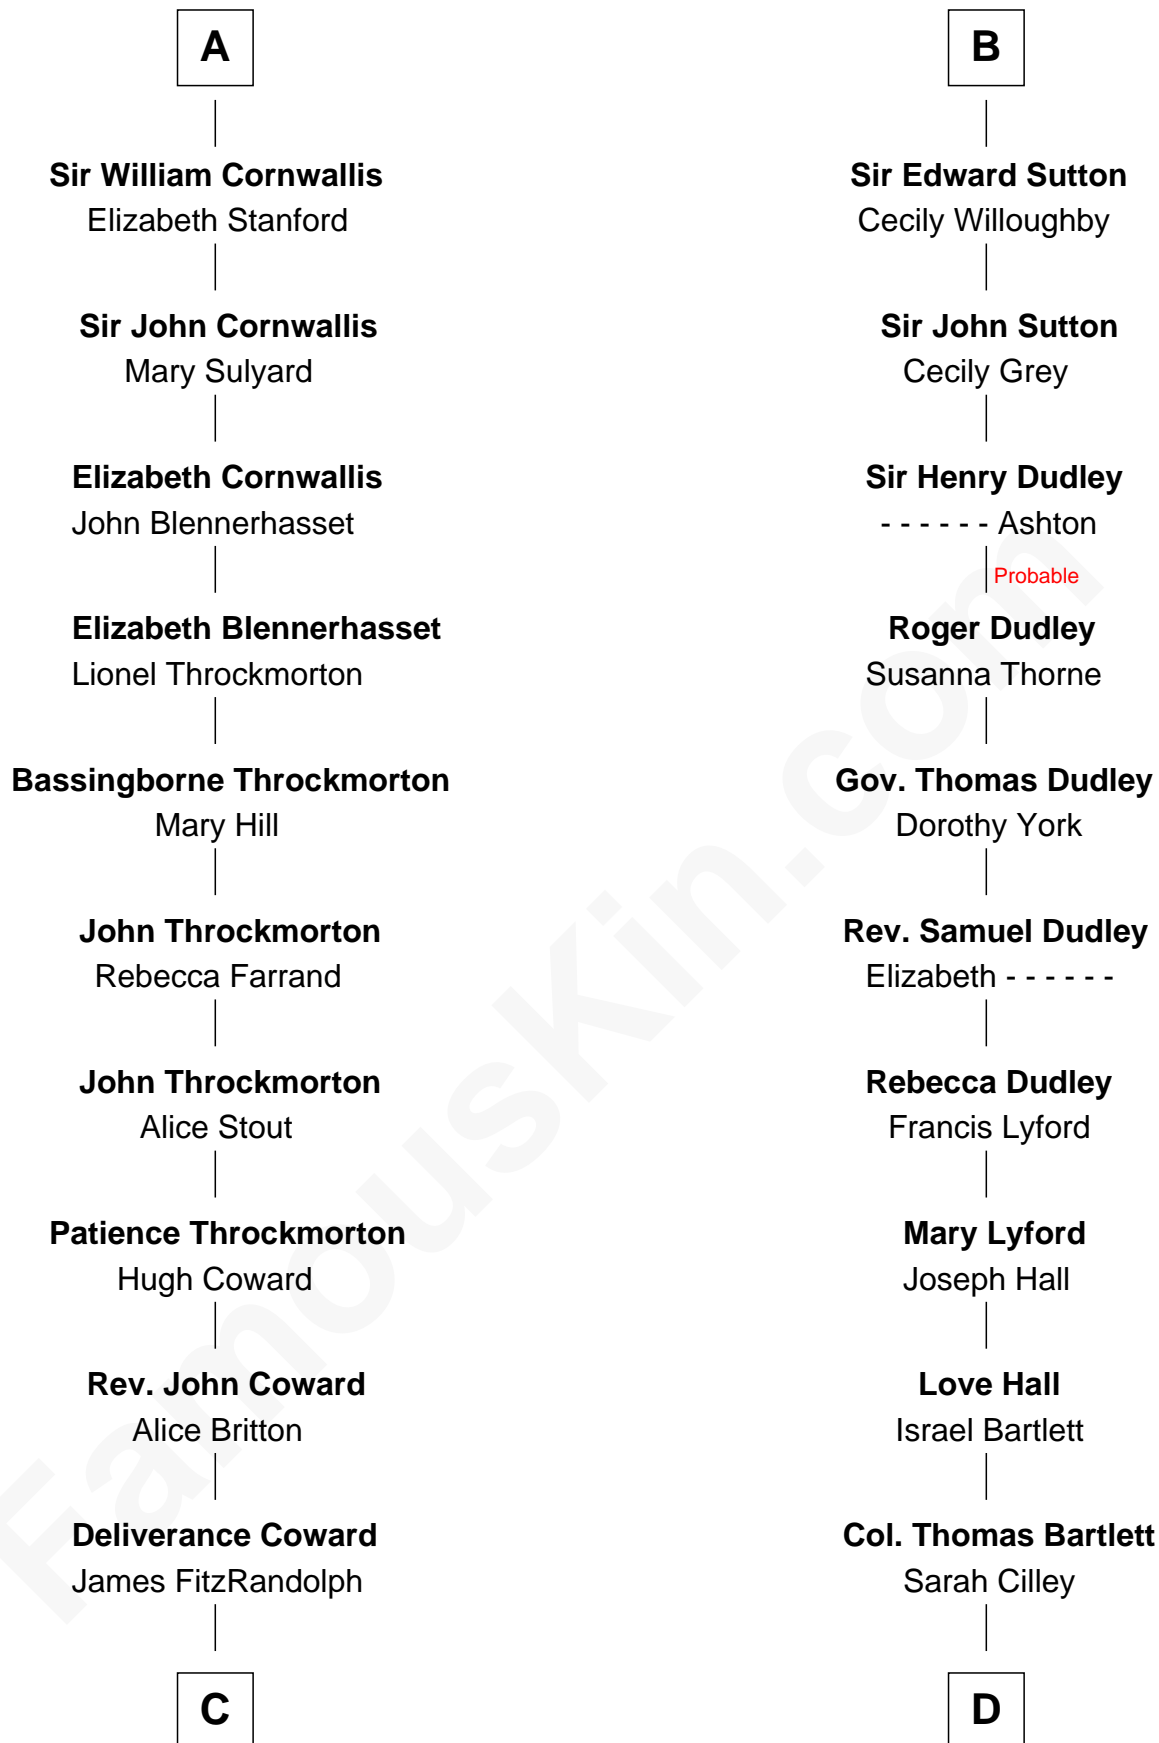 A
Sir William Cornwallis
Elizabeth Stanford
Sir John Cornwallis
Mary Sulyard
Elizabeth Cornwallis
John Blennerhasset
Elizabeth Blennerhasset
Lionel Throckmorton
Bassingborne Throckmorton
Mary Hill
John Throckmorton
Rebecca Farrand
John Throckmorton
Alice Stout
Patience Throckmorton
Hugh Coward
Rev. John Coward
Alice Britton
Deliverance Coward
James FitzRandolph
C
B
Sir Edward Sutton
Cecily Willoughby
Sir John Sutton
Cecily Grey
Sir Henry Dudley
- - - - - - Ashton
Probable
Roger Dudley
Susanna Thorne
Gov. Thomas Dudley
Dorothy York
Rev. Samuel Dudley
Elizabeth - - - - - -
Rebecca Dudley
Francis Lyford
Mary Lyford
Joseph Hall
Love Hall
Israel Bartlett
Col. Thomas Bartlett
Sarah Cilley
D
FamousKin.com